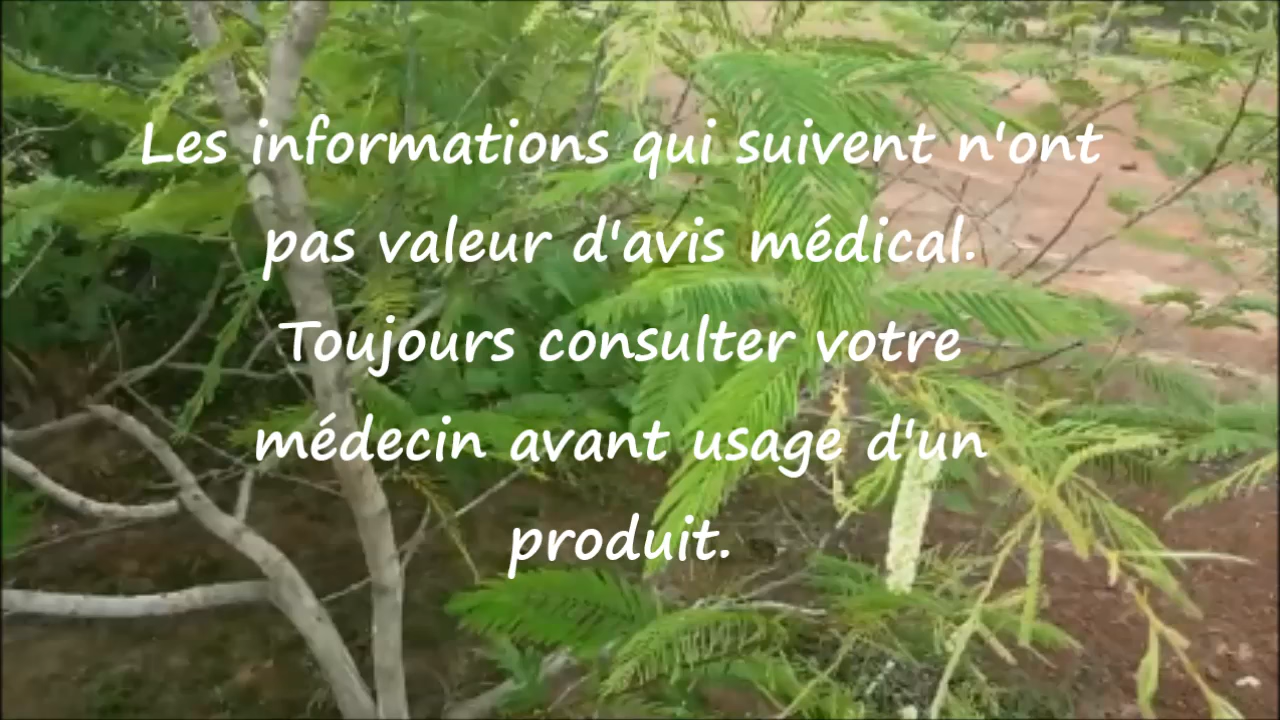 Les informations qui suivent n'ont
pas valeur d'avis médical.
Toujours consulter votre
médecin avant usage d'un
produit.